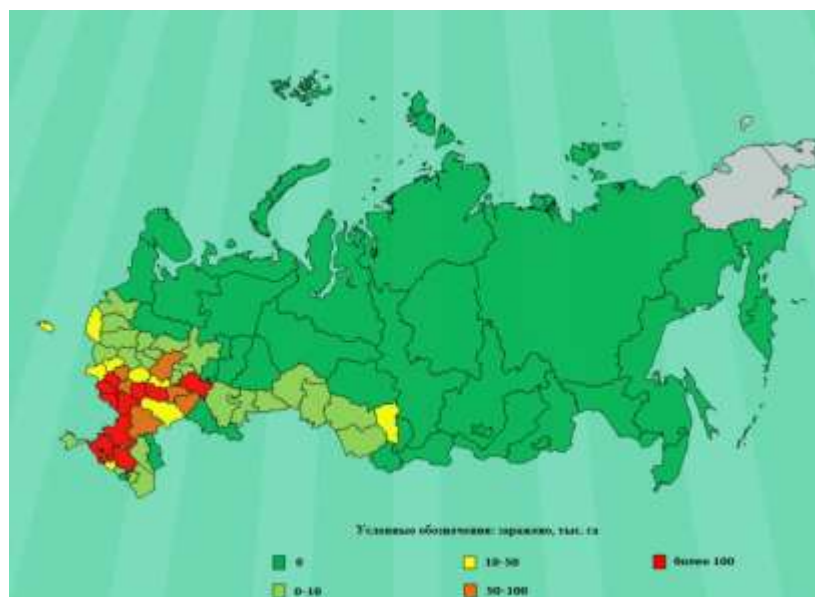 Условные обозначения: заражено, тыс. га
0
10-50
более 100
0-10
50-100